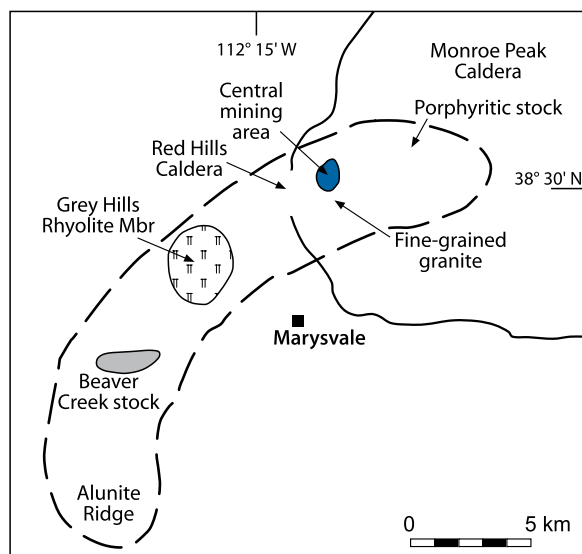 112° 15' W
Monroe Peak
Caldera
Central
mining
area
Porphyritic stock
Red Hills
Caldera
38° 30' N
Grey Hills
Rhyolite Mbr
Fine-grained
granite
Marysvale
Beaver
Creek stock
Alunite
Ridge
0 5 km